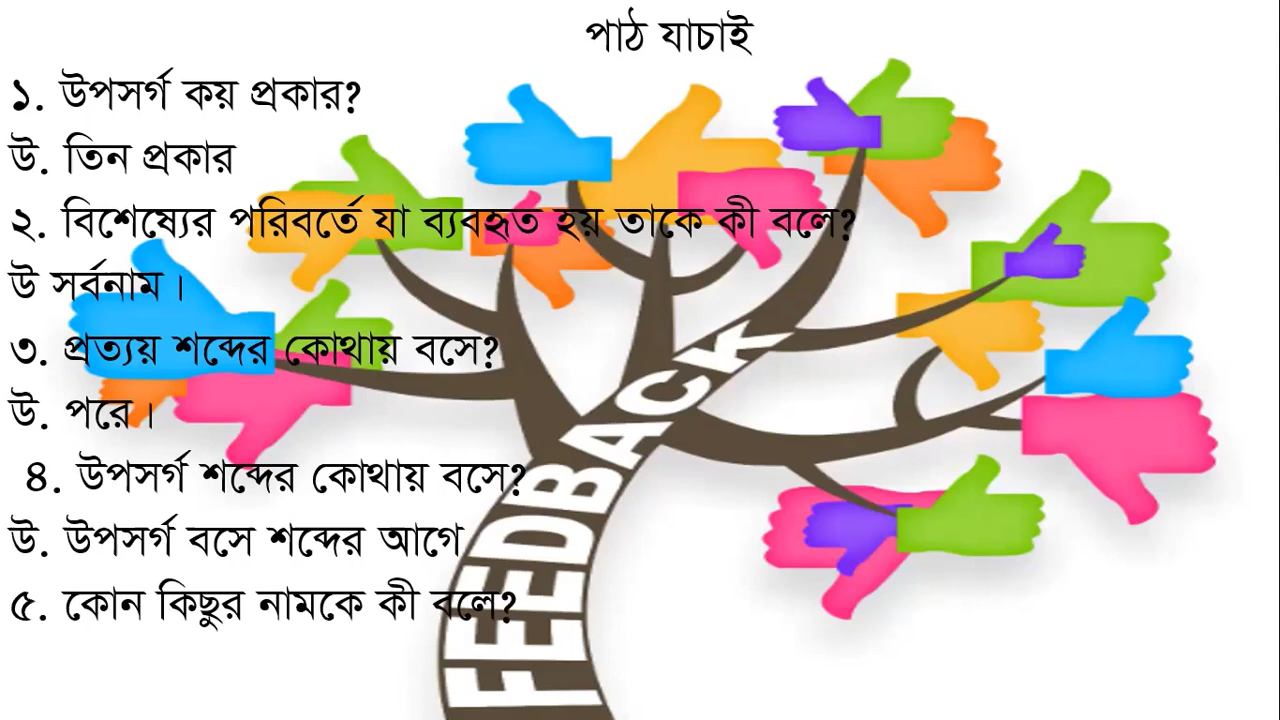 পাঠ যাচাই
১. উপসর্গ কয় প্রকার?
উ. তিন প্রকার
২. বিশেষ্যের পরিবর্তে যা ব্যবহৃত হয় তাকে কী বলে?
উ সর্বনাম।
৩. প্রত্যয় শব্দের কোথায় বসে?
উ. পরে।
৪. উপসর্গ শব্দের কোথায় বসে?
উ. উপসর্গ বসে শব্দের আগে
৫. কোন কিছুর নামকে কী বলে?
FEEDBACK